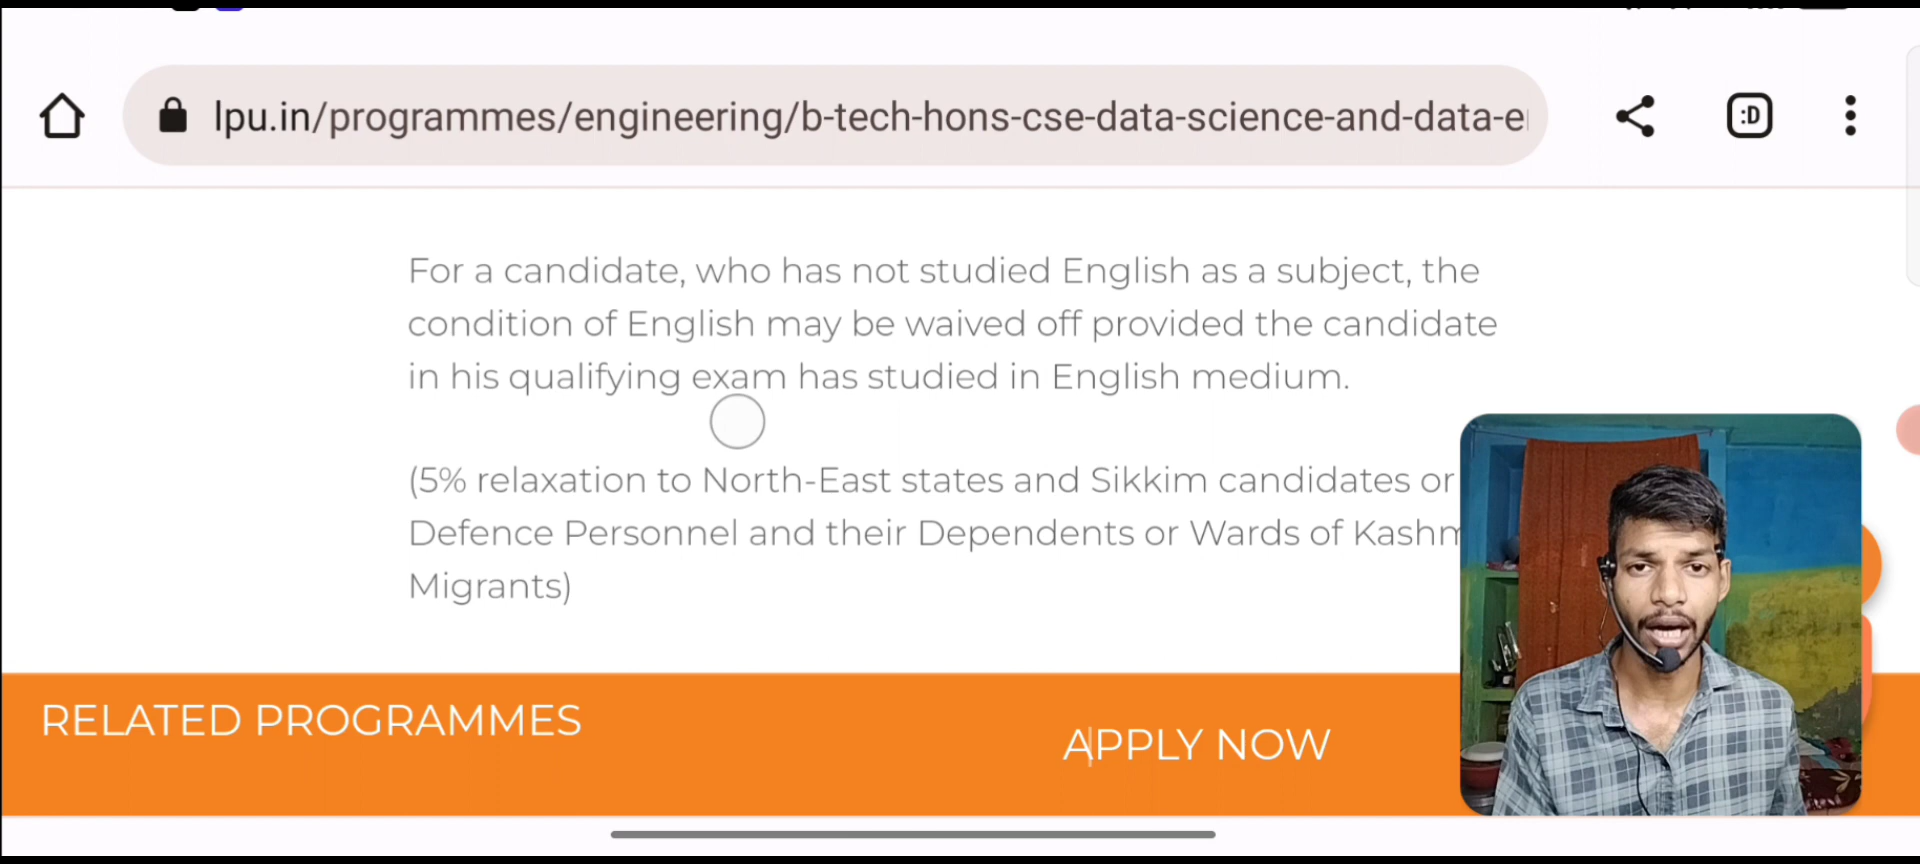 lpu.in/programmes/engineering/b-tech-hons-cse-data-science-and-data-e
:D
For a candidate, who has not studied English as a subject, the
condition of English may be waived off provided the candidate
in his qualifying exam has studied in English medium.
(5% relaxation to North-East states and Sikkim candidates or
Defence Personnel and their Dependents or Wards of Kashm
Migrants)
RELATED PROGRAMMES
APPLY NOW